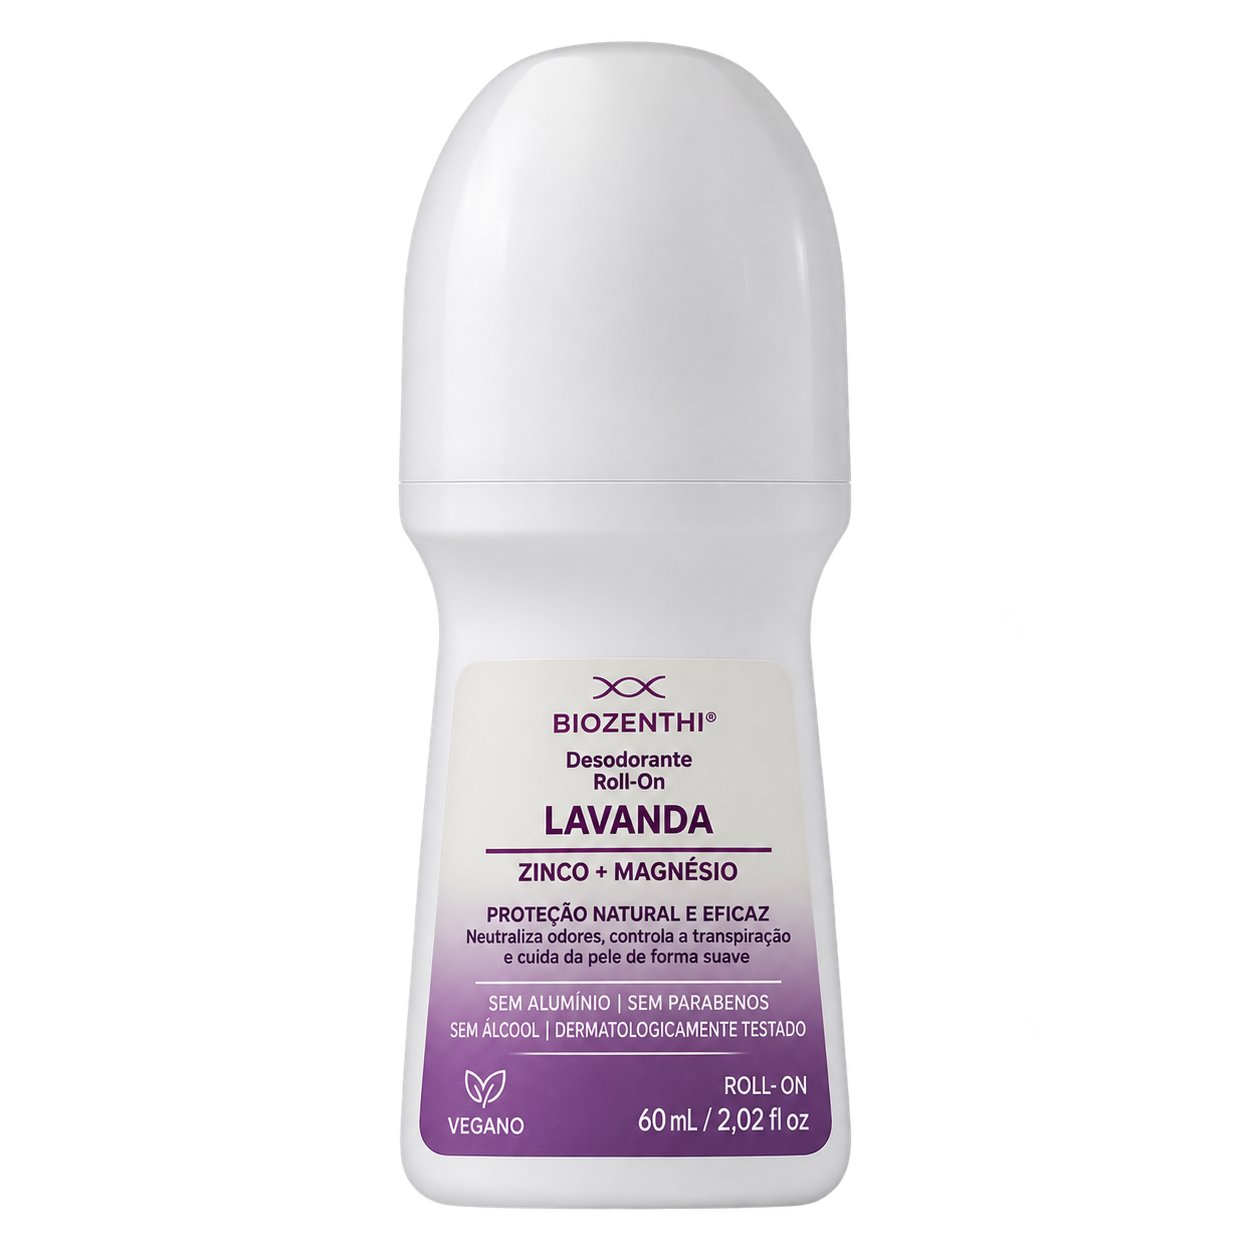 BIOZENTHI®
Desodorante
Roll-On
LAVANDA
ZINCO + MAGNÉSIO
PROTEÇÃO NATURAL E EFICAZ
Neutraliza odores, controla a transpiração
e cuida da pele de forma suave
SEM ALUMÍNIO | SEM PARABENOS
SEM ÁLCOOL | DERMATOLOGICAMENTE TESTADO
VEGANO
ROLL- ON
60 mL / 2,02 fl oz